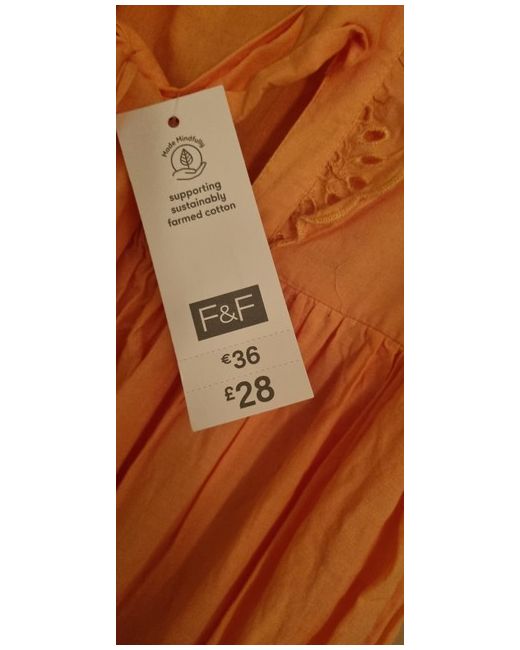 Made Mindfully
supporting
sustainably
farmed cotton
F&F
€36
£28